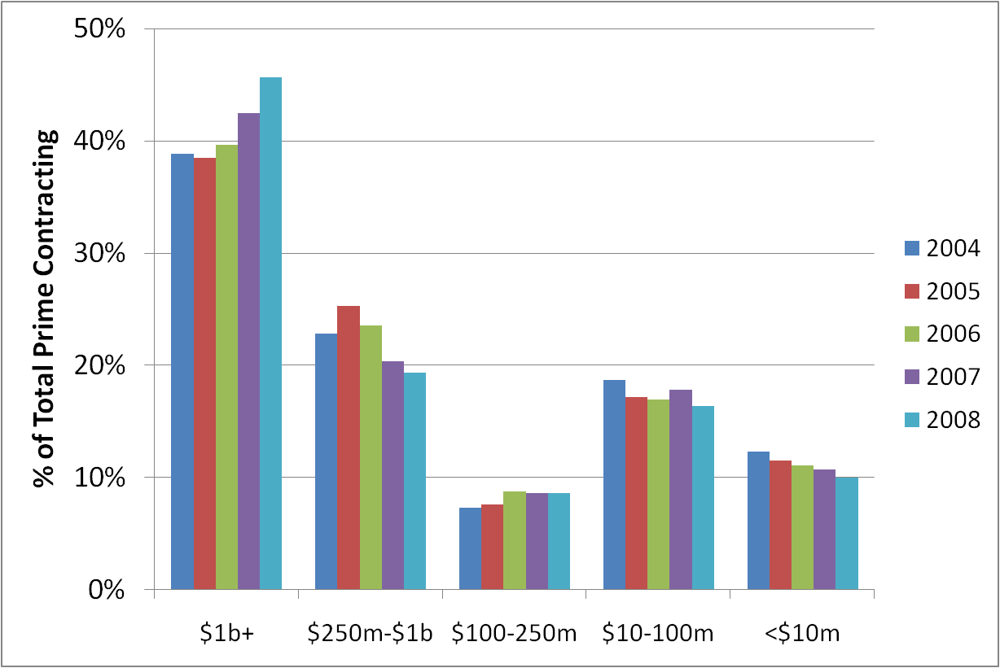 % of Total Prime Contracting
50%
40%
30%
20%
10%
0%
$1b+
$250m-$1b
$100-250m
$10-100m
<$10m
2004
2005
2006
2007
2008